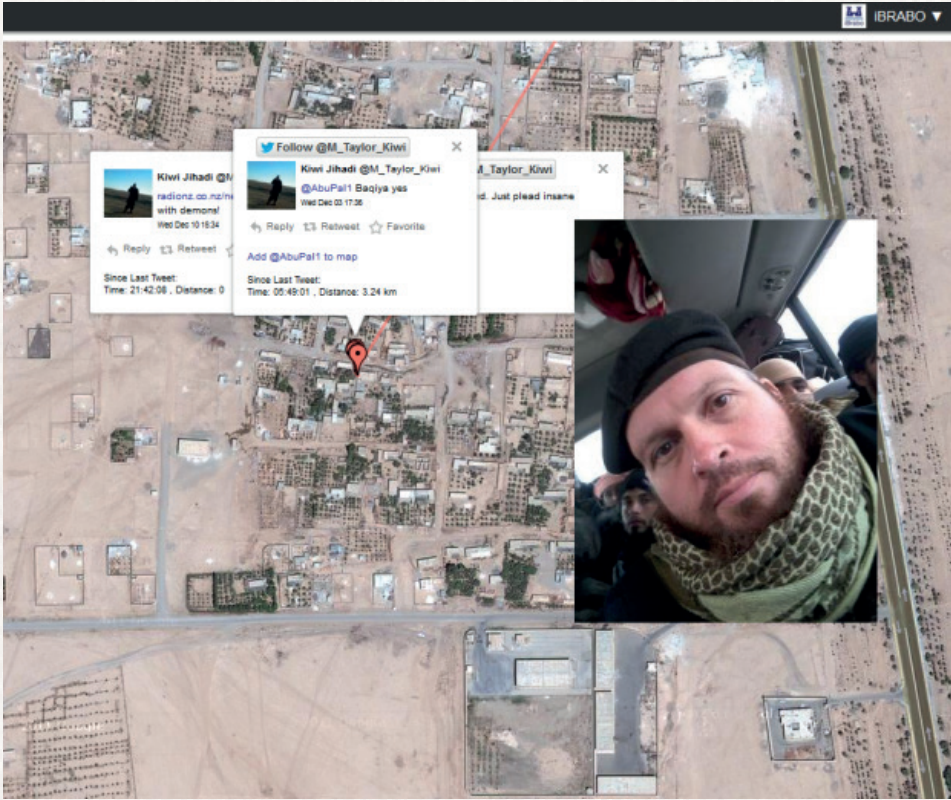 iBRABO
iBRABO ▼
Follow @M_Taylor_Kiwi
Kiwi Jihadi @M_Taylor_Kiwi
@AbuPal1 Baqiya yes
Wed Dec 03 17:36
Reply Retweet Favorite
Add @AbuPal1 to map
Since Last Tweet:
Time: 05:49:01 , Distance: 3.24 km
Kiwi Jihadi @M
radionz.co.nz/ne
with demons!
Wed Dec 10 15:34
Reply Retweet
Since Last Tweet:
Time: 21:42:08 , Distance: 0
M_Taylor_Kiwi
d. Just plead insane